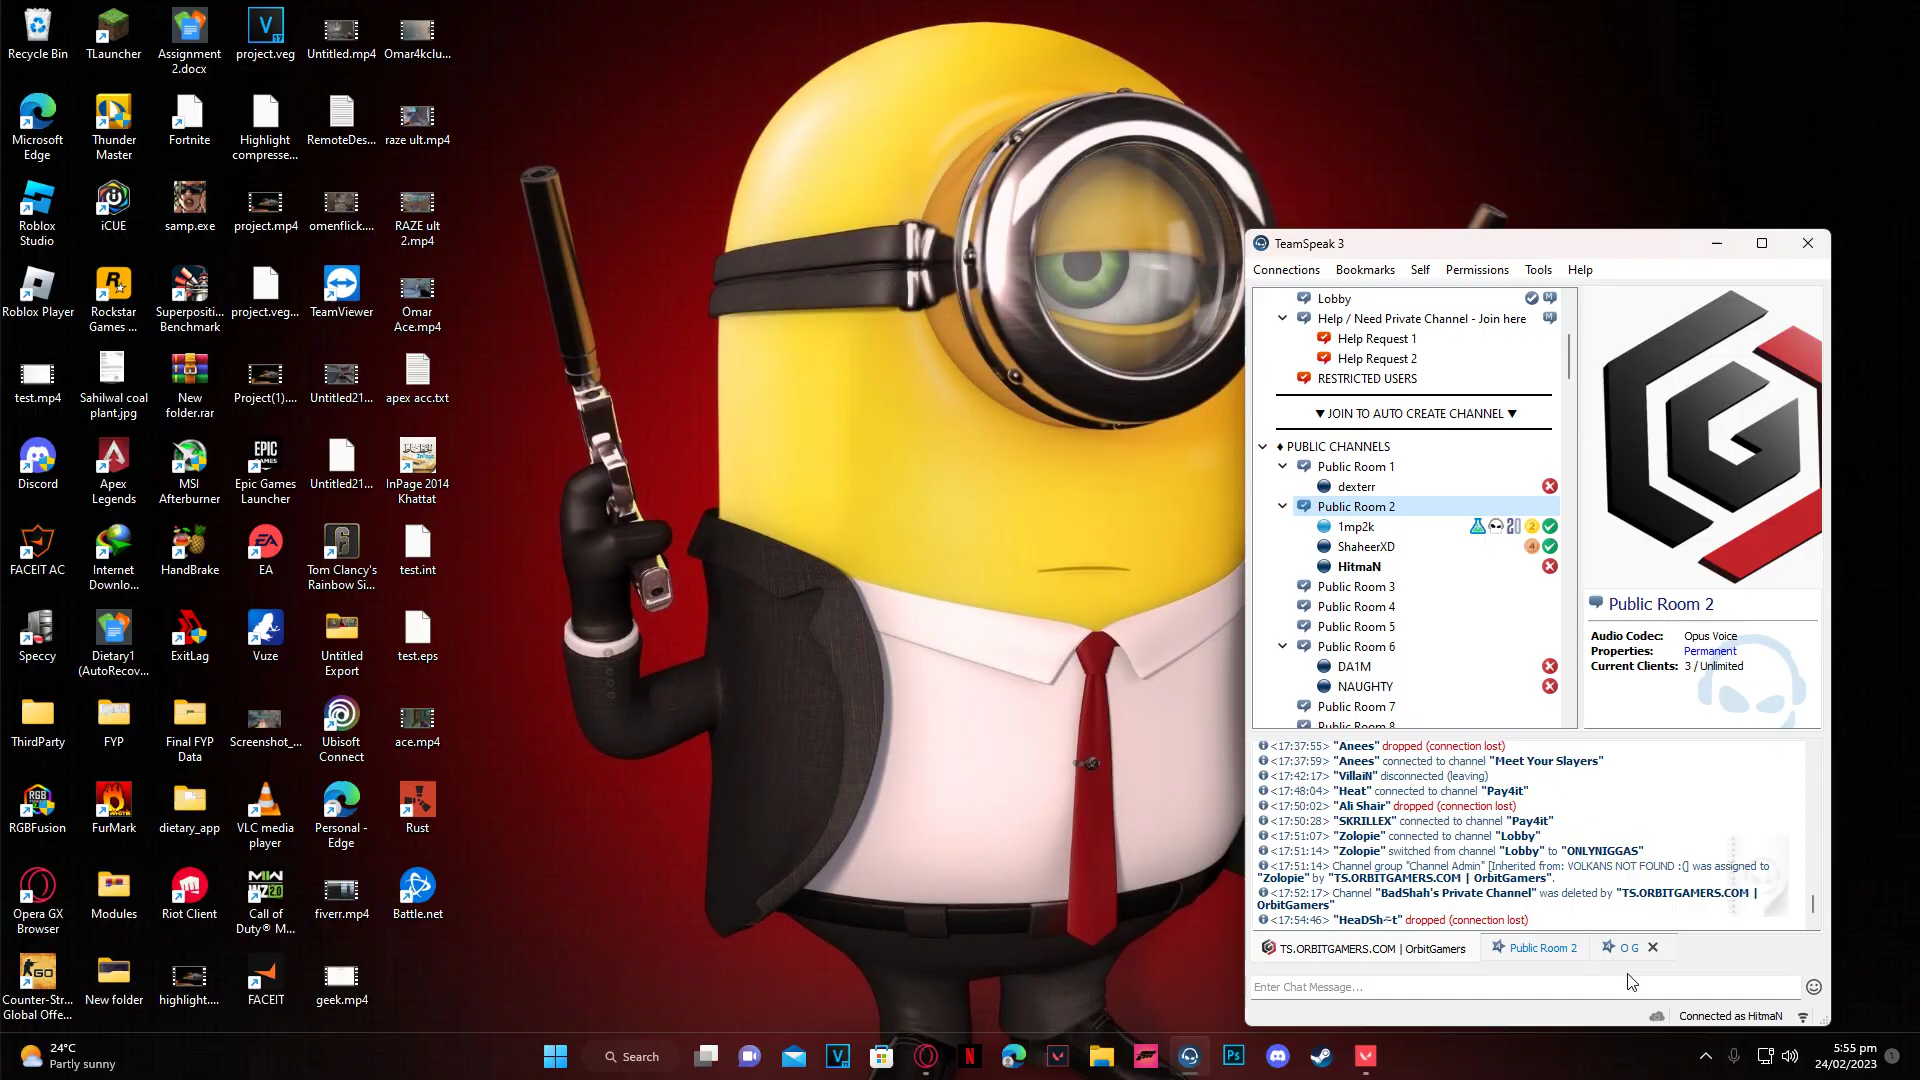 Recycle Bin
TLauncher
Assignment
2.docx
project.veg
Untitled.mp4
Omar4kclu...
Microsoft
Edge
Thunder
Master
Fortnite
Highlight
compresse...
RemoteDes...
raze ult.mp4
Roblox
Studio
iCUE
samp.exe
project.mp4
omenflick....
RAZE ult
2.mp4
Roblox Player
Rockstar
Games ...
Superpositi...
Benchmark
project.veg...
TeamViewer
Omar
Ace.mp4
test.mp4
Sahilwal coal
plant.jpg
New
folder.rar
Project(1)....
Untitled21...
apex acc.txt
Discord
Apex
Legends
MSI
Afterburner
Epic Games
Launcher
Untitled21...
InPage 2014
Khattat
FACEIT AC
Internet
Downlo...
HandBrake
EA
Tom Clancy's
Rainbow Si...
test.int
Speccy
Dietary1
(AutoRecov...
ExitLag
Vuze
Untitled
Export
test.eps
ThirdParty
FYP
Final FYP
Data
Screenshot_...
Ubisoft
Connect
ace.mp4
RGBFusion
FurMark
dietary_app
VLC media
player
Personal -
Edge
Rust
Opera GX
Browser
Modules
Riot Client
Call of
Duty® M...
fiverr.mp4
Battle.net
Counter-Str...
Global Offe...
New folder
highlight....
FACEIT
geek.mp4
TeamSpeak 3
Connections Bookmarks Self Permissions Tools Help
Lobby
Help / Need Private Channel - Join here
Help Request 1
Help Request 2
RESTRICTED USERS
▼ JOIN TO AUTO CREATE CHANNEL ▼
♦ PUBLIC CHANNELS
Public Room 1
dexterr
Public Room 2
1mp2k
ShaheerXD
HitmaN
Public Room 3
Public Room 4
Public Room 5
Public Room 6
DA1M
NAUGHTY
Public Room 7
Public Room 8
Public Room 2
Audio Codec: Opus Voice
Properties: Permanent
Current Clients: 3 / Unlimited
<17:37:55> "Anees" dropped (connection lost)
<17:37:59> "Anees" connected to channel "Meet Your Slayers"
<17:42:17> "VillaiN" disconnected (leaving)
<17:48:04> "Heat" connected to channel "Pay4it"
<17:50:02> "Ali Shair" dropped (connection lost)
<17:50:28> "SKRILLEX" connected to channel "Pay4it"
<17:51:07> "Zolopie" connected to channel "Lobby"
<17:51:14> "Zolopie" switched from channel "Lobby" to "ONLYNIGGAS"
<17:51:14> Channel group "Channel Admin" [Inherited from: VOLKANS NOT FOUND :(] was assigned to
"Zolopie" by "TS.ORBITGAMERS.COM | OrbitGamers".
<17:52:17> Channel "BadShah's Private Channel" was deleted by "TS.ORBITGAMERS.COM |
OrbitGamers"
<17:54:46> dropped (connection lost)
TS.ORBITGAMERS.COM | OrbitGamers
Public Room 2
O G
Enter Chat Message...
Connected as HitmaN
24°C
Partly sunny
Search
5:55 pm
24/02/2023